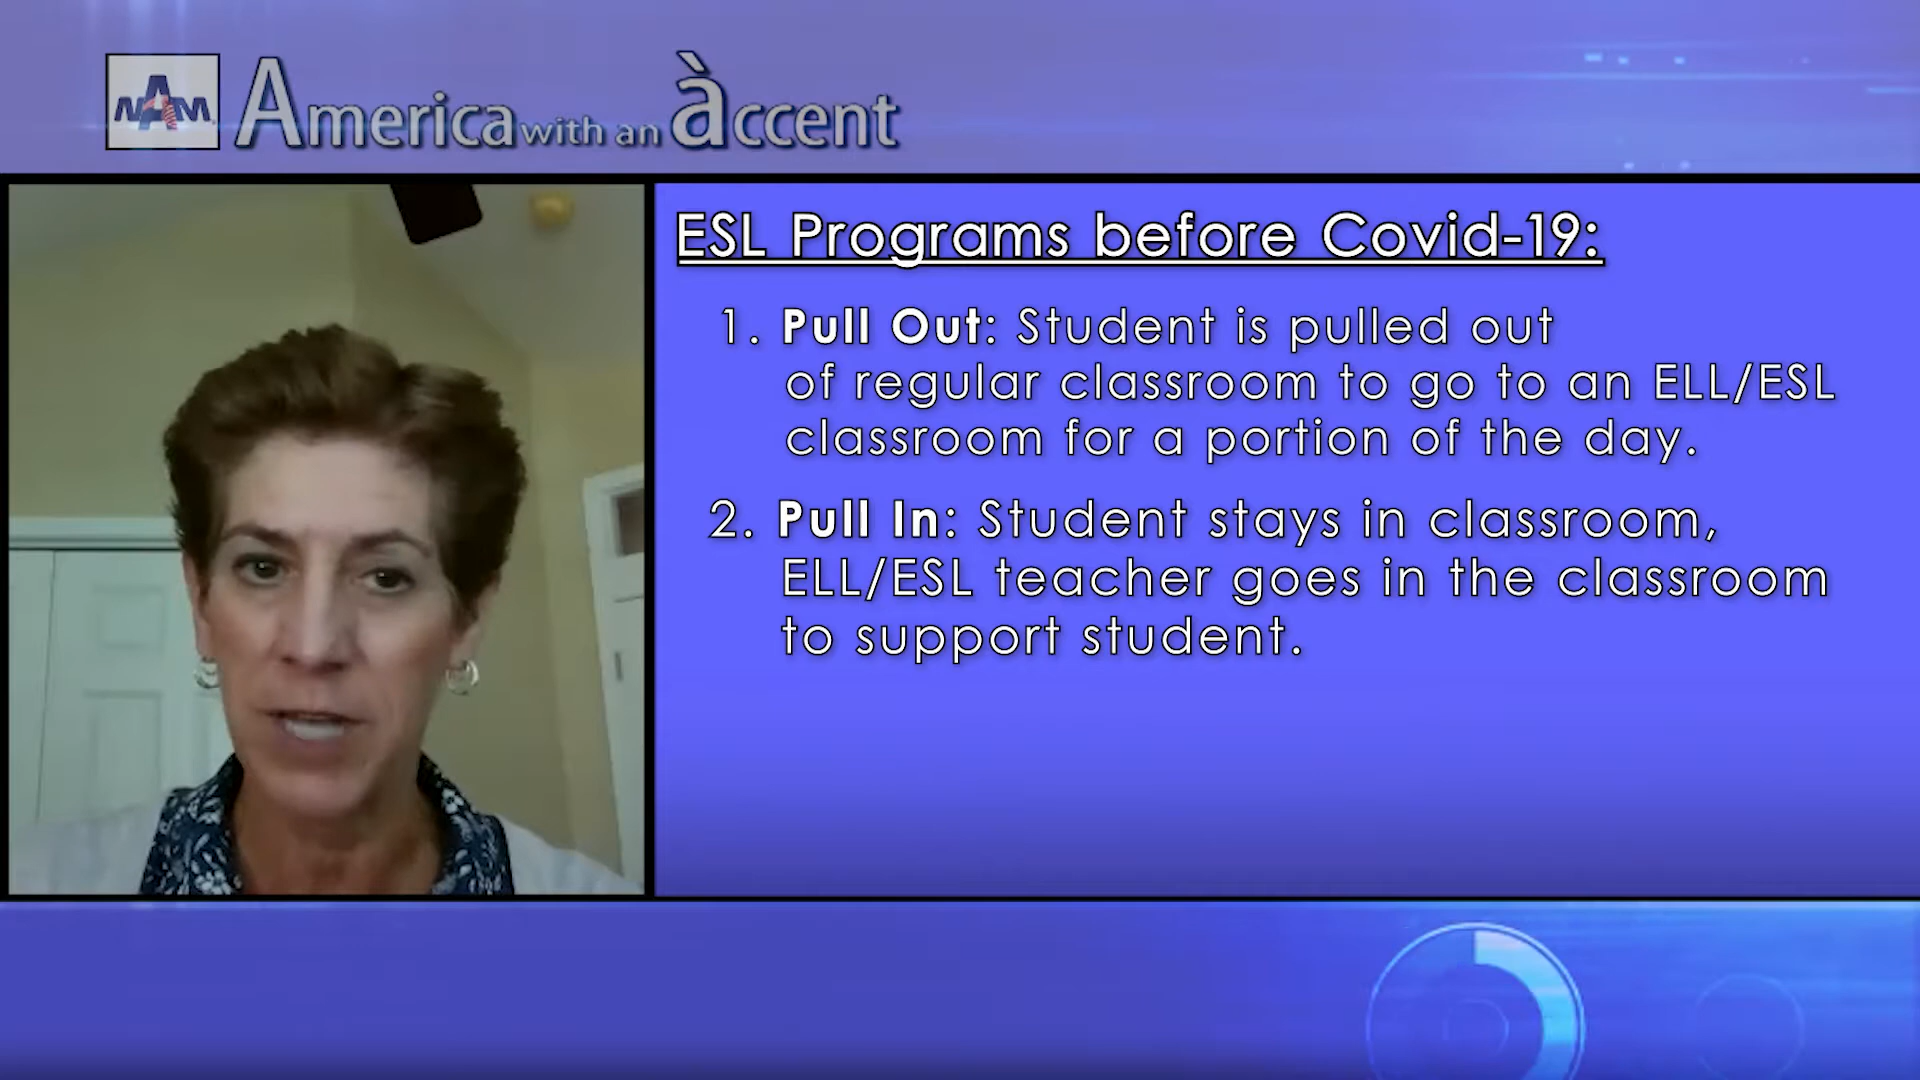 NAAM
America with an àccent
ESL Programs before Covid-19:
1. Pull Out: Student is pulled out
of regular classroom to go to an ELL/ESL
classroom for a portion of the day.
2. Pull In: Student stays in classroom,
ELL/ESL teacher goes in the classroom
to support student.